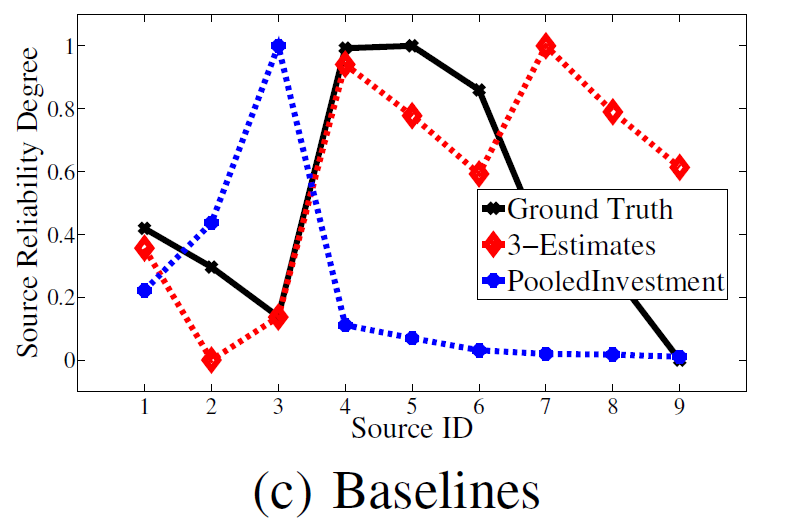 1
0.8
0.6
0.4
0.2
0
Source Reliability Degree
Ground Truth
3-Estimates
PooledInvestment
1 2 3 4 5 6 7 8 9
Source ID
(c) Baselines